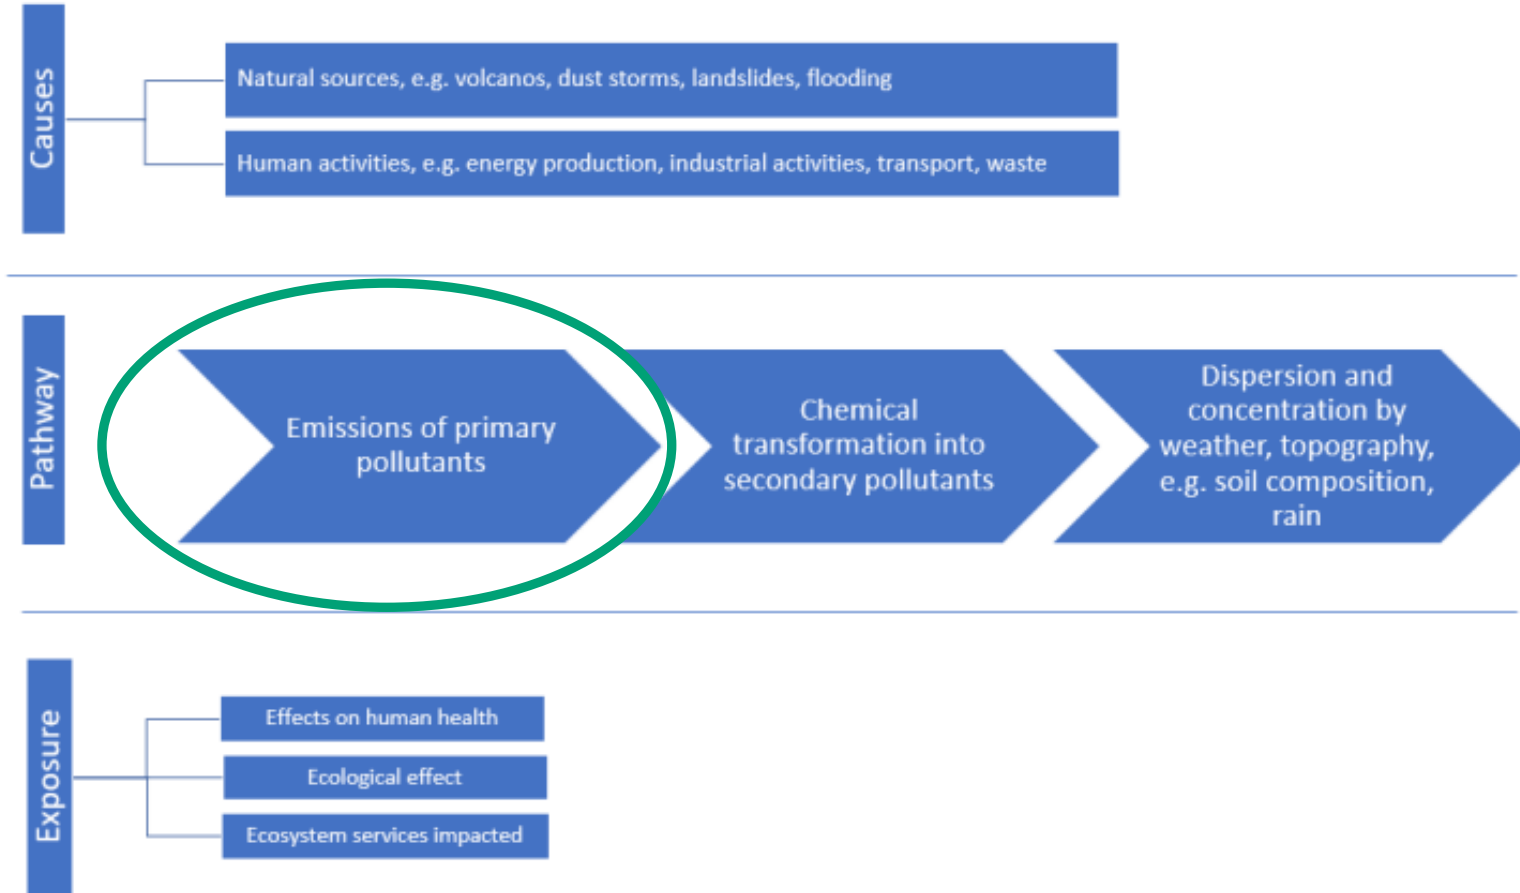 Causes
Natural sources, e.g. volcanos, dust storms, landslides, flooding
Human activities, e.g. energy production, industrial activities, transport, waste
Pathway
Emissions of primary
pollutants
Chemical
transformation into
secondary pollutants
Dispersion and
concentration by
weather, topography,
e.g. soil composition,
rain
Exposure
Effects on human health
Ecological effect
Ecosystem services impacted